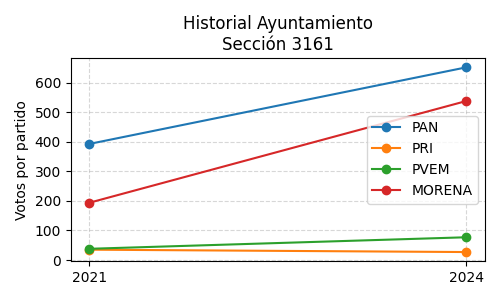 Historial Ayuntamiento
Sección 3161
Votos por partido
600
500
400
300
200
100
0
2021
2024
PAN
PRI
PVEM
MORENA